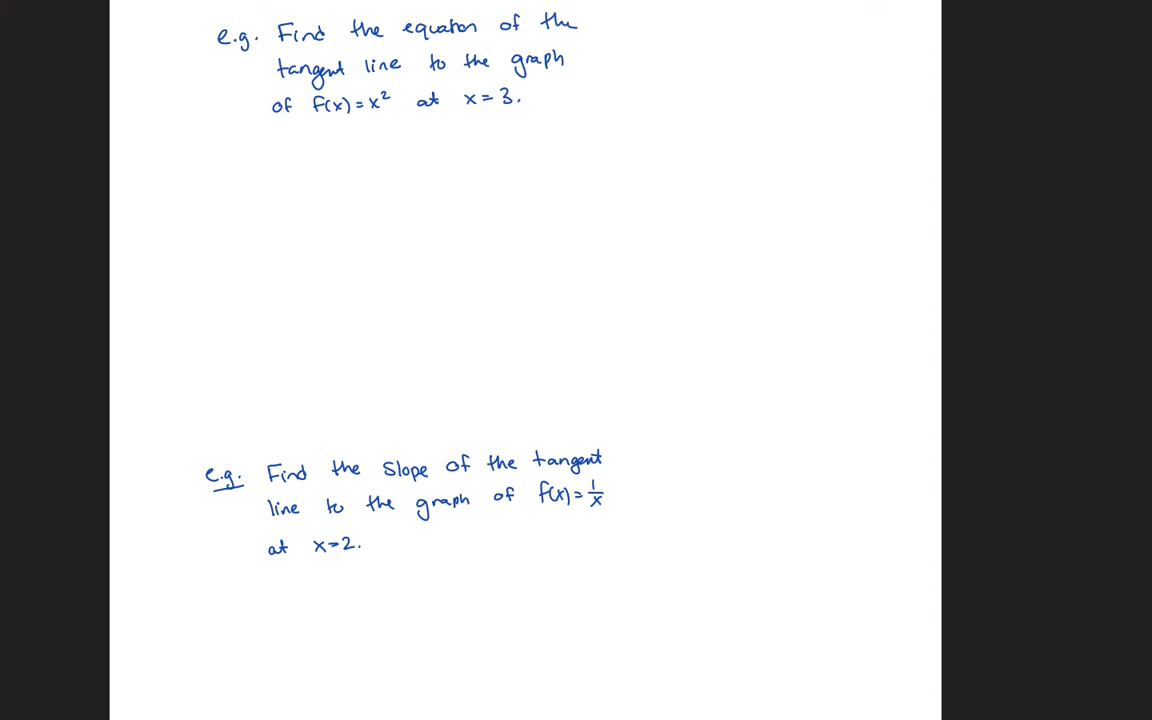 e.g. Find the equation of the
tangent line to the graph
of f(x) = x² at x = 3.
e.g. Find the slope of the tangent
line to the graph of f(x) = 1/x
at x = 2.